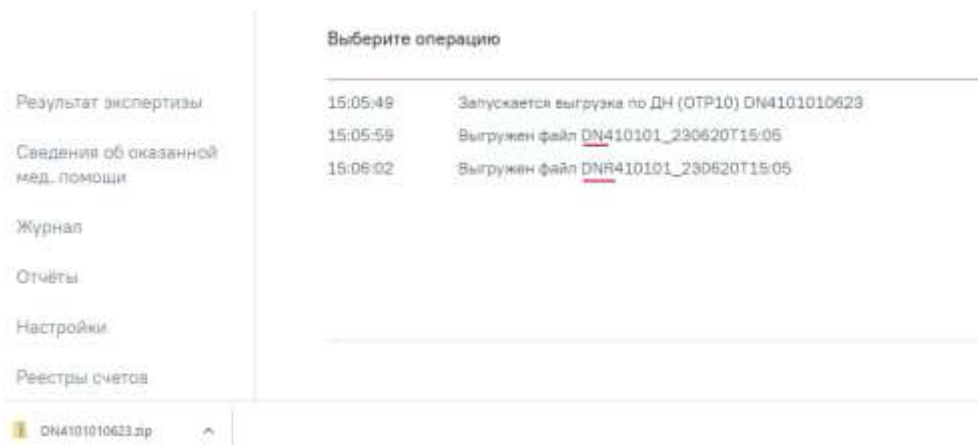 Выберите операцию
Результат экспертизы
Сведения об оказанной
мед. помощи
Журнал
Отчёты
Настройки
Реестры счетов
15:05:49 Запускается выгрузка по ДН (ОТР10) DN4101010623
15:05:59 Выгружен файл DN410101_230620T15:05
15:06:02 Выгружен файл DNR410101_230620T15:05
DN4101010623.zip